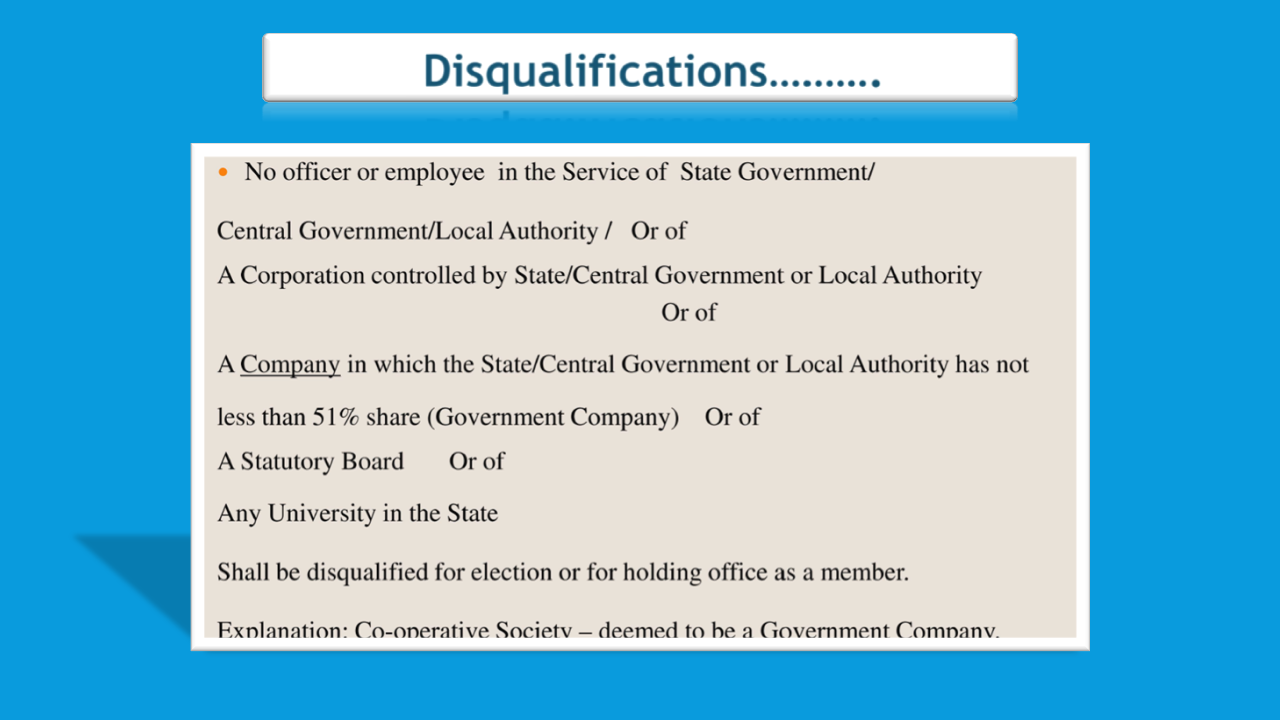 Disqualifications..........
• No officer or employee in the Service of State Government/
Central Government/Local Authority / Or of
A Corporation controlled by State/Central Government or Local Authority
Or of
A Company in which the State/Central Government or Local Authority has not
less than 51% share (Government Company) Or of
A Statutory Board Or of
Any University in the State
Shall be disqualified for election or for holding office as a member.
Explanation: Co-operative Society – deemed to be a Government Company.